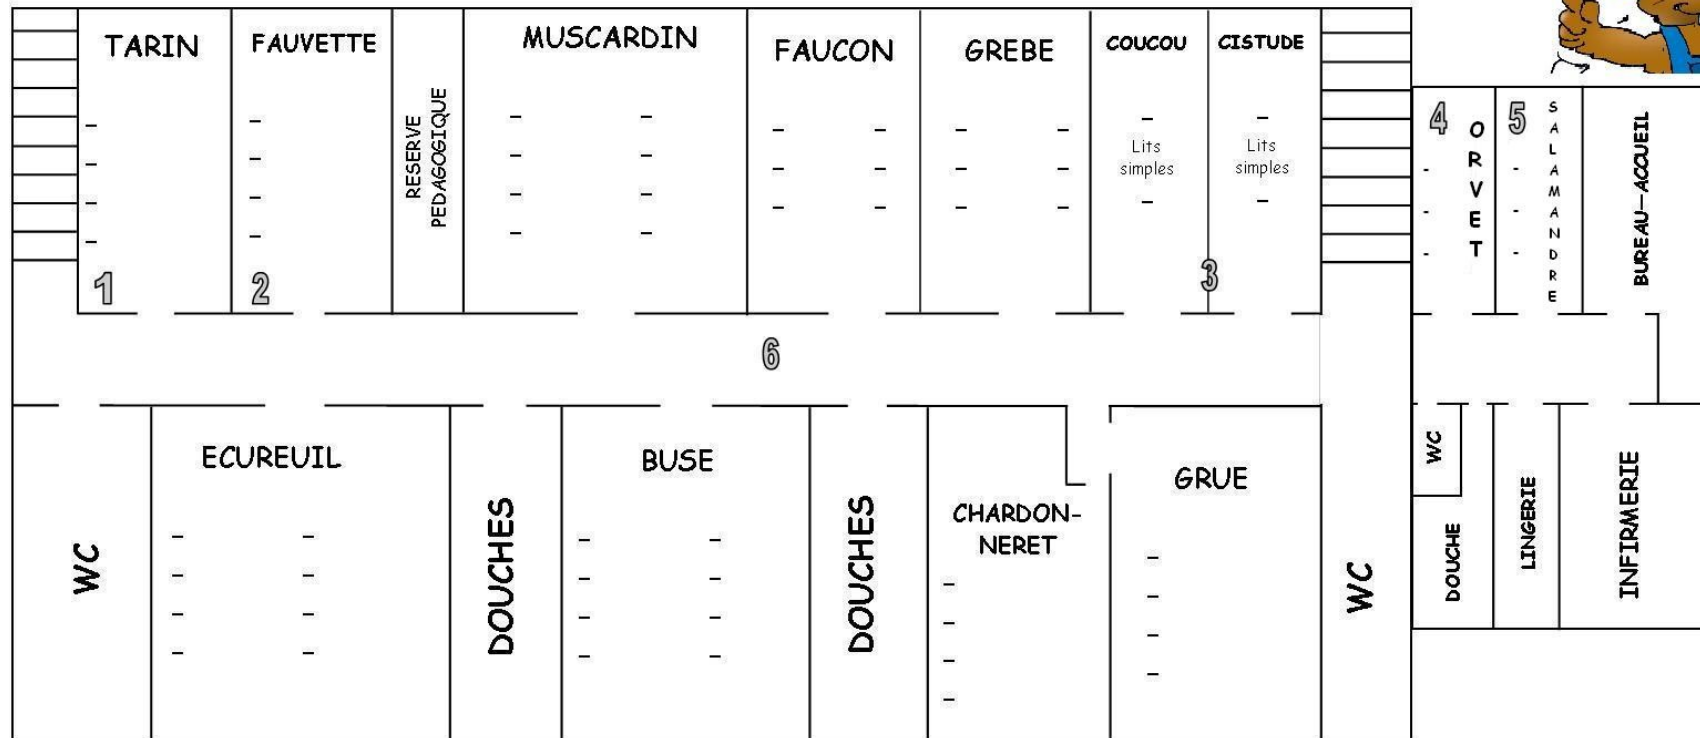 TARIN
FAUVETTE
RESERVE
PEDAGOGIQUE
MUSCARDIN
FAUCON
GREBE
COUCOU
CISTUDE
Lits
simples
Lits
simples
4
ORVET
5
SALAMANDRE
BUREAU-ACCUEIL
1
2
3
6
WC
ECUREUIL
DOUCHES
BUSE
DOUCHES
CHARDON-
NERET
GRUE
WC
WC
DOUCHE
LINGERIE
INFIRMERIE